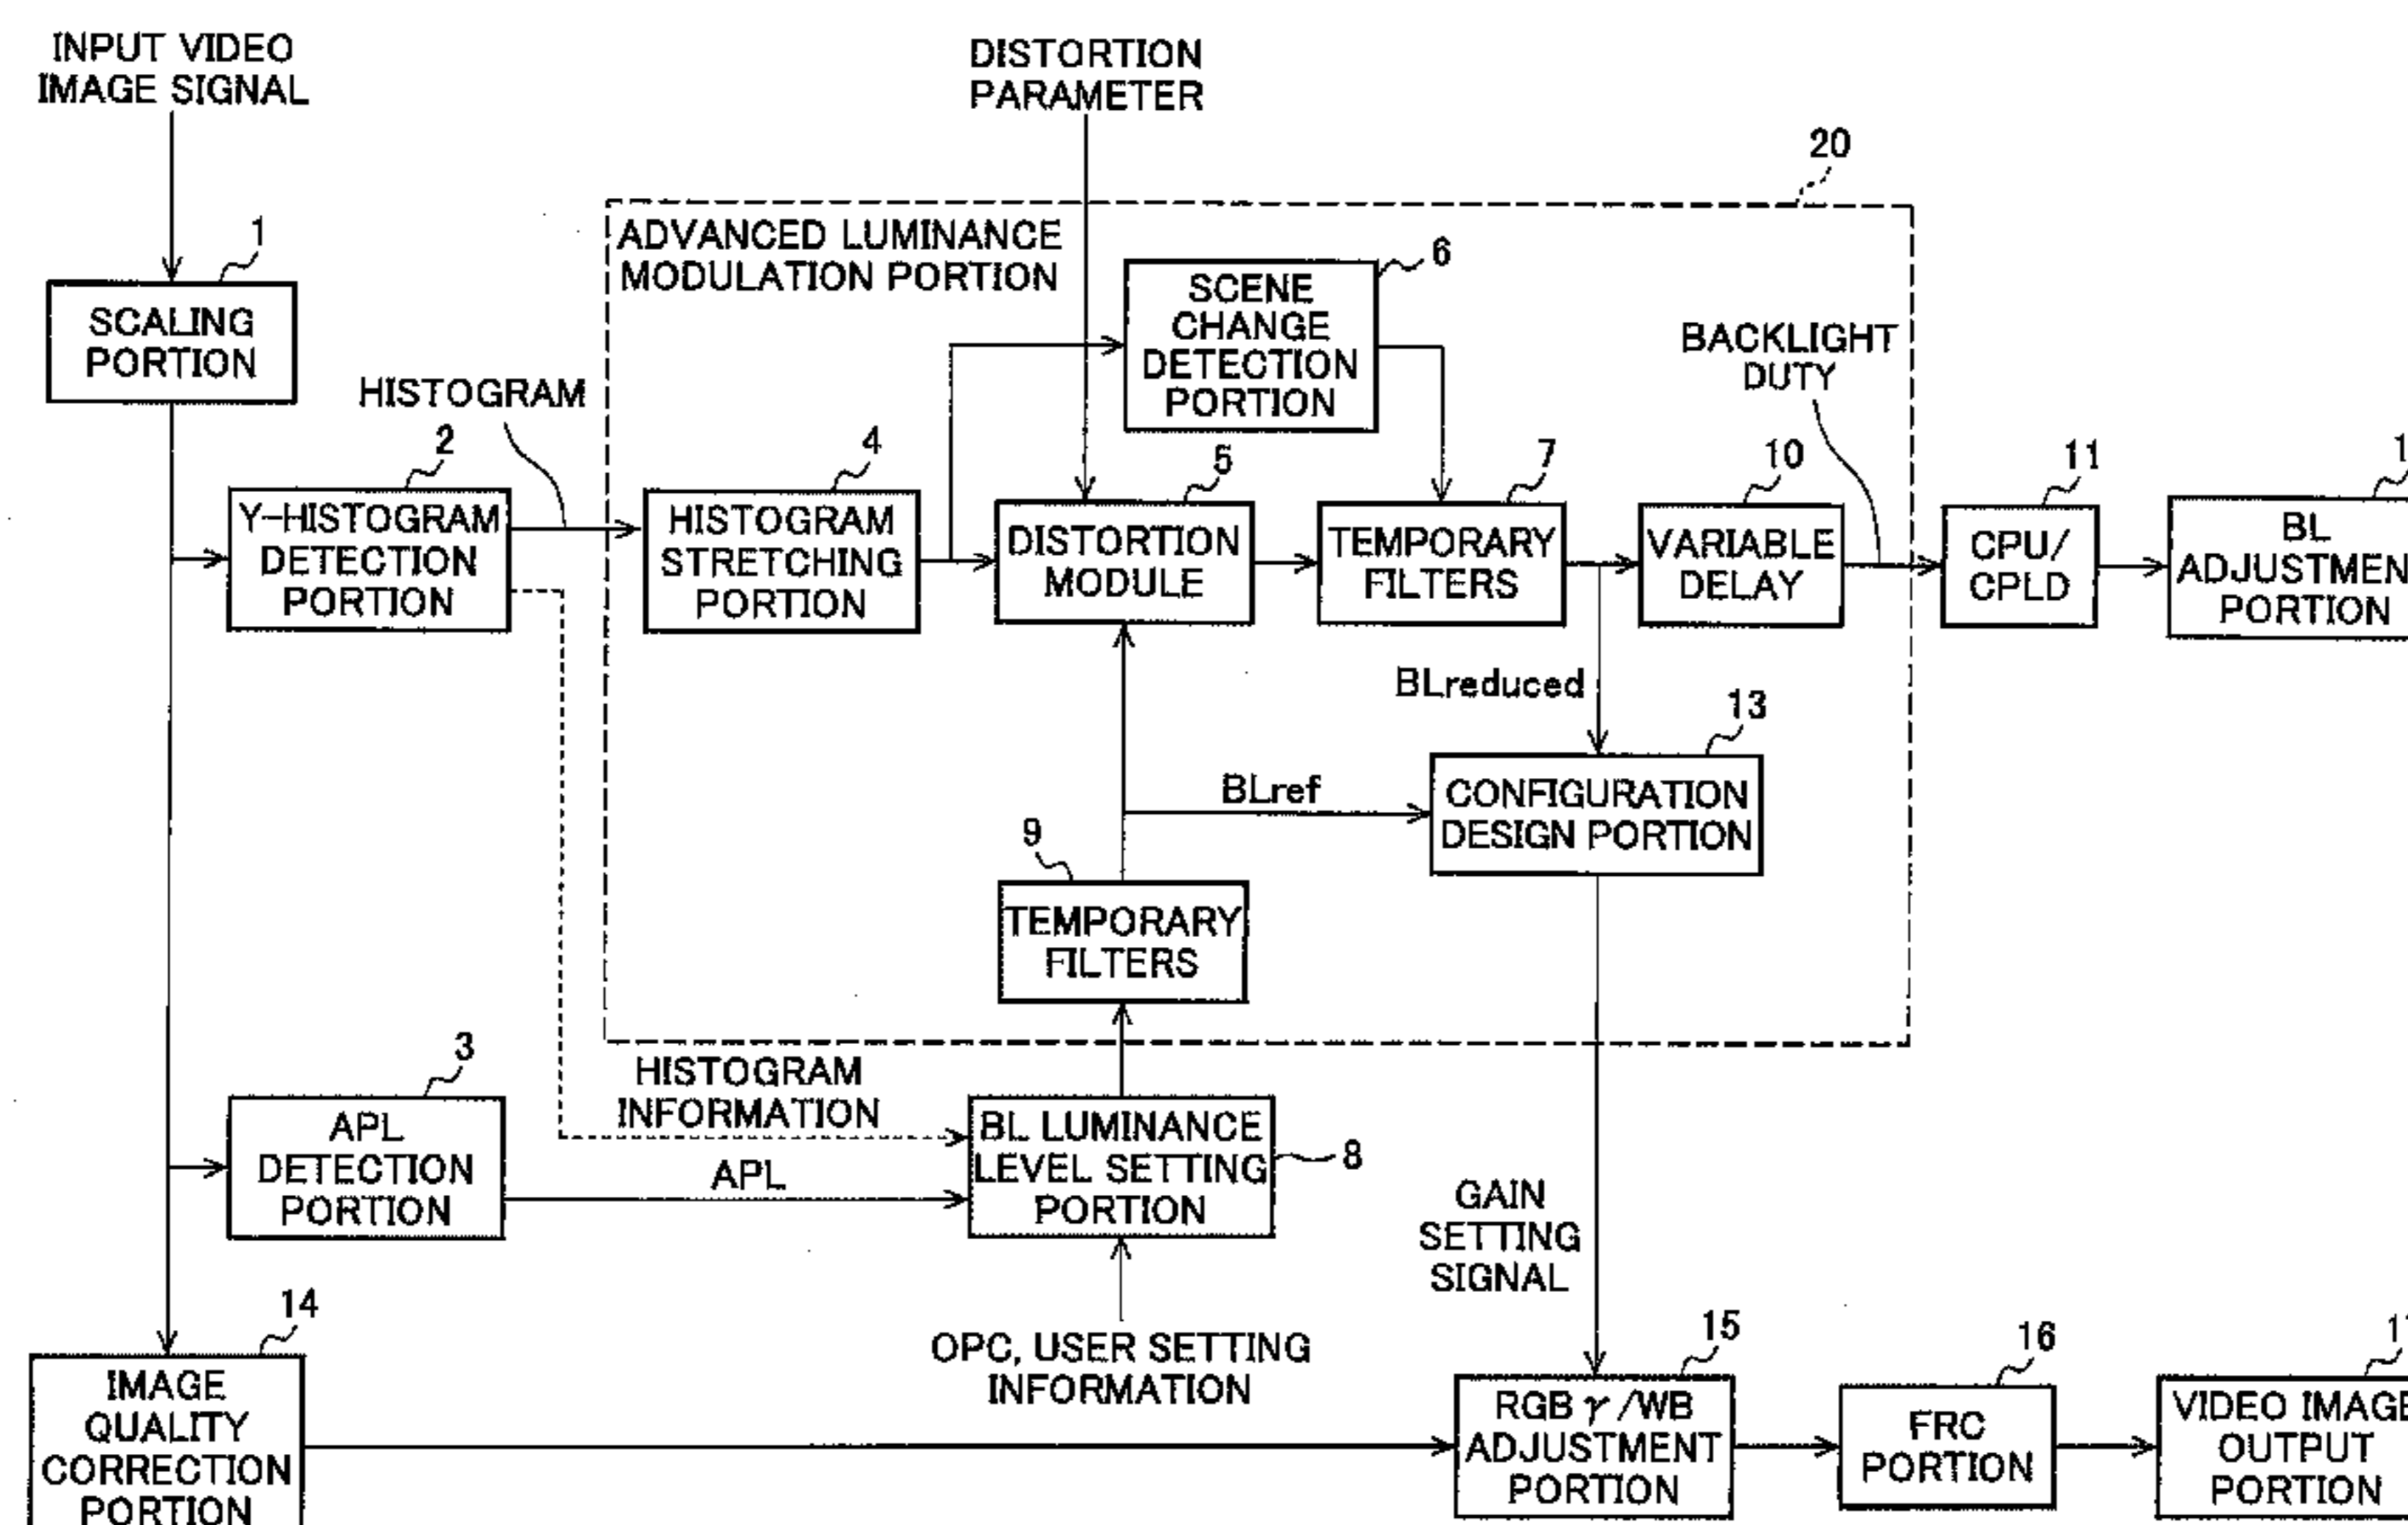 INPUT VIDEO
IMAGE SIGNAL
DISTORTION
PARAMETER
20
1
SCALING
PORTION
ADVANCED LUMINANCE
MODULATION PORTION
6
SCENE
CHANGE
DETECTION
PORTION
BACKLIGHT
DUTY
HISTOGRAM
2
Y-HISTOGRAM
DETECTION
PORTION
4
HISTOGRAM
STRETCHING
PORTION
5
DISTORTION
MODULE
7
TEMPORARY
FILTERS
10
VARIABLE
DELAY
11
CPU/
CPLD
1
BL
ADJUSTMEN
PORTION
BLreduced
13
CONFIGURATION
DESIGN PORTION
BLref
9
TEMPORARY
FILTERS
3
APL
DETECTION
PORTION
HISTOGRAM
INFORMATION
APL
BL LUMINANCE
LEVEL SETTING
PORTION
8
OPC, USER SETTING
INFORMATION
GAIN
SETTING
SIGNAL
14
IMAGE
QUALITY
CORRECTION
PORTION
15
RGB γ /WB
ADJUSTMENT
PORTION
16
FRC
PORTION
VIDEO IMAGE
OUTPUT
PORTION